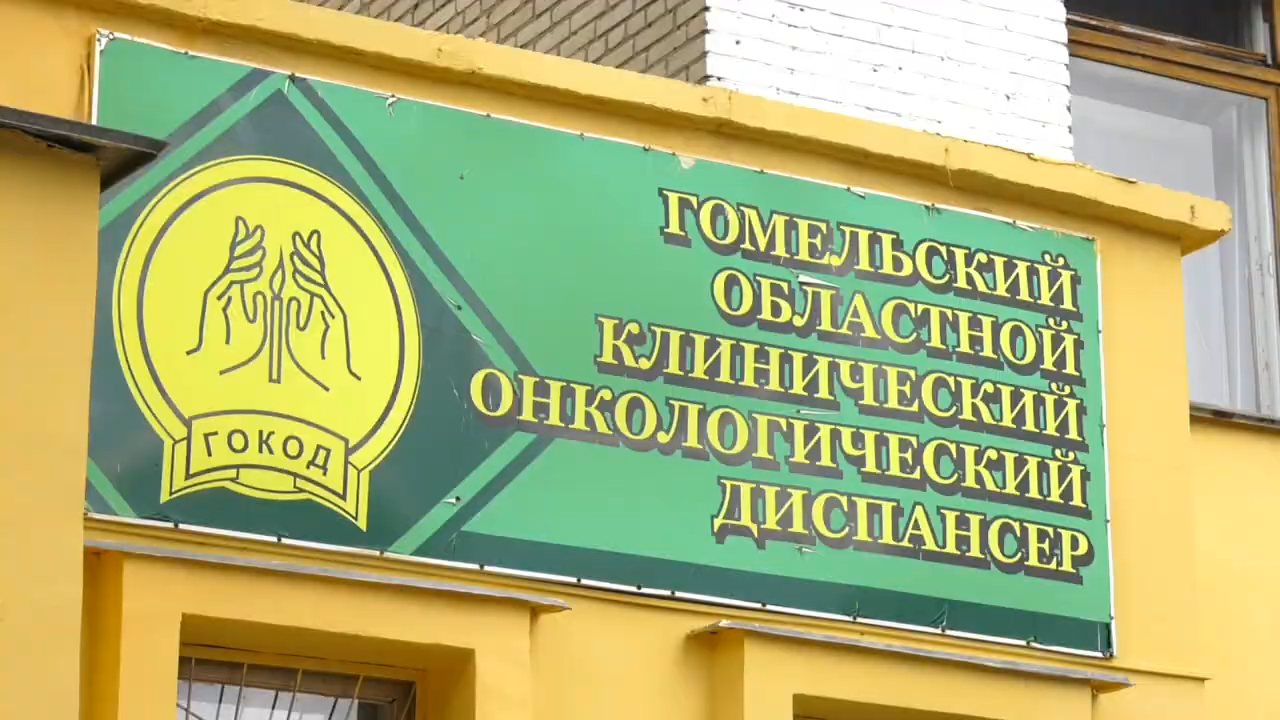 ГОКОД
ГОМЕЛЬСКИЙ
ОБЛАСТНОЙ
КЛИНИЧЕСКИЙ
ОНКОЛОГИЧЕСКИЙ
ДИСПАНСЕР